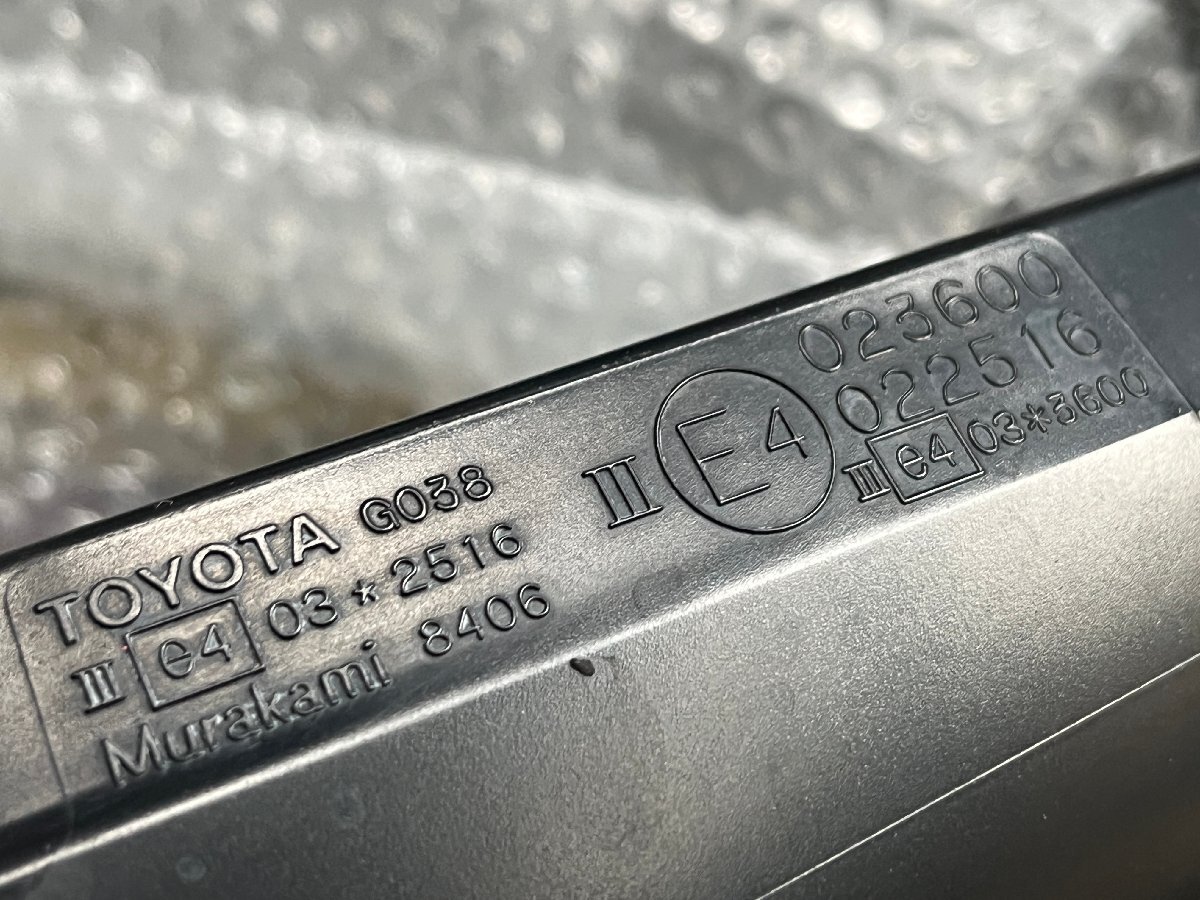 TOYOTA G038
III e4 03*2516
Murakami 8406
III E4 023600
022516
III e4 03*3600